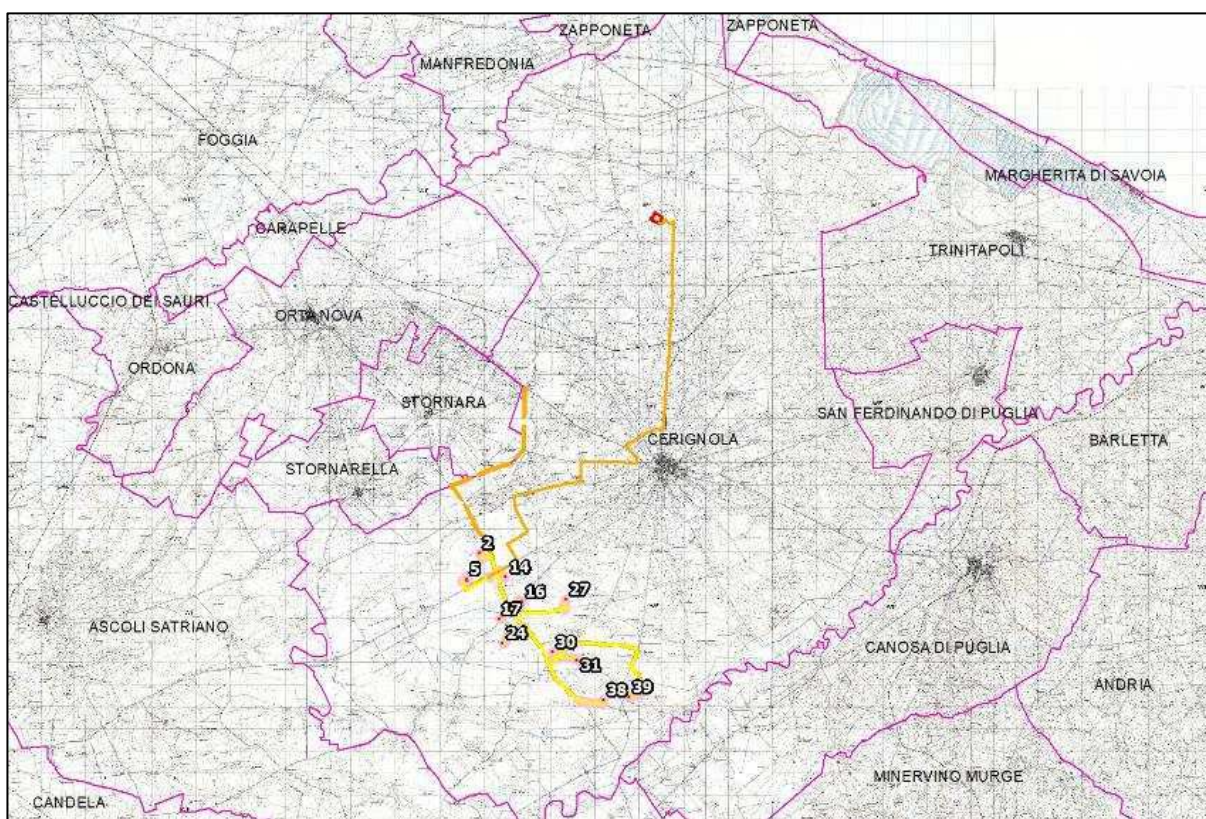 ZAPPONETA
ZAPPONETA
MANFREDONIA
FOGGIA
MARGHERITA DI SAVOIA
CARAPELLE
TRINITAPOLI
CASTELLUCCIO DEI SAURI
ORTA NOVA
ORDONA
STORNARA
SAN FERDINANDO DI PUGLIA
CERIGNOLA
BARLETTA
STORNARELLA
2
5
14
16
27
17
ASCOLI SATRIANO
24
30
CANOSA DI PUGLIA
31
38
39
ANDRIA
MINERVINO MURGE
CANDELA